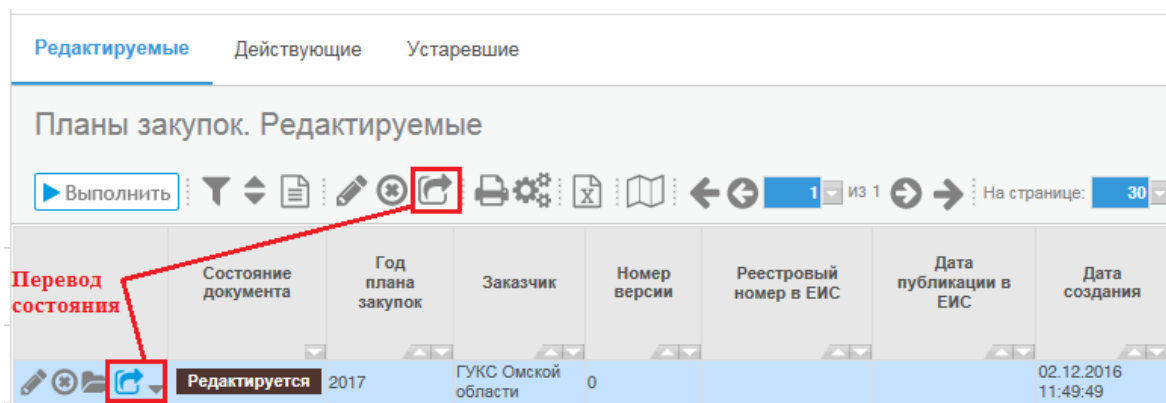 Редактируемые Действующие Устаревшие
Планы закупок. Редактируемые
Выполнить 1 из 1 На странице: 30
Перевод
состояния
Состояние
документа
Год
плана
закупок
Заказчик
Номер
версии
Реестровый
номер в ЕИС
Дата
публикации в
ЕИС
Дата
создания
Редактируется 2017 ГУКС Омской
области 0 02.12.2016
11:49:49